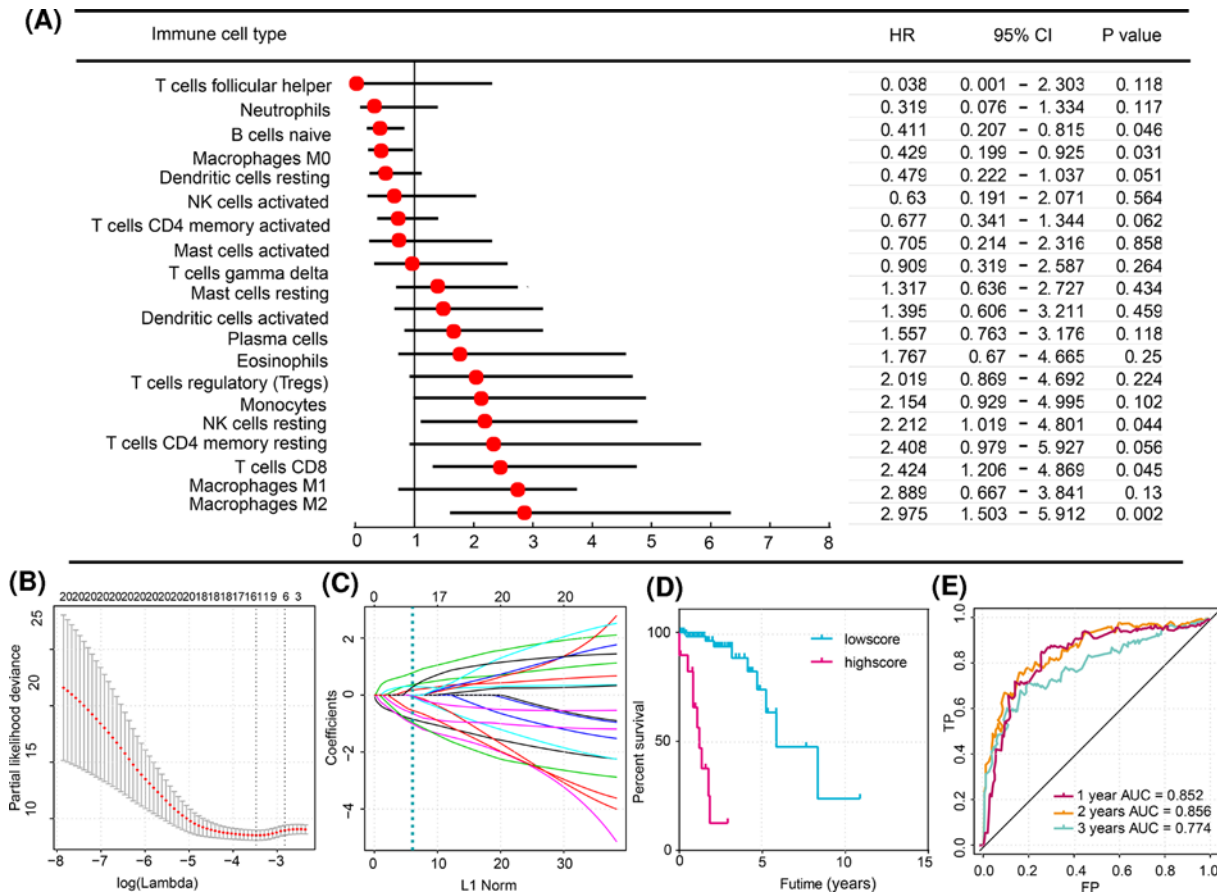 (A)
Immune cell type HR 95% CI P value
T cells follicular helper 0.038 0.001 - 2.303 0.118
Neutrophils 0.319 0.076 - 1.334 0.117
B cells naive 0.411 0.207 - 0.815 0.046
Macrophages M0 0.429 0.199 - 0.925 0.031
Dendritic cells resting 0.479 0.222 - 1.037 0.051
NK cells activated 0.63 0.191 - 2.071 0.564
T cells CD4 memory activated 0.677 0.341 - 1.344 0.062
Mast cells activated 0.705 0.214 - 2.316 0.858
T cells gamma delta 0.909 0.319 - 2.587 0.264
Mast cells resting 1.317 0.636 - 2.727 0.434
Dendritic cells activated 1.395 0.606 - 3.211 0.459
Plasma cells 1.557 0.763 - 3.176 0.118
Eosinophils 1.767 0.67 - 4.665 0.25
T cells regulatory (Tregs) 2.019 0.869 - 4.692 0.224
Monocytes 2.154 0.929 - 4.995 0.102
NK cells resting 2.212 1.019 - 4.801 0.044
T cells CD4 memory resting 2.408 0.979 - 5.927 0.056
T cells CD8 2.424 1.206 - 4.869 0.045
Macrophages M1 2.889 0.667 - 3.841 0.13
Macrophages M2 2.975 1.503 - 5.912 0.002
0 1 2 3 4 5 6 7 8
(B)
20202020202020202020201818181716119 6 3
Partial likelihood deviance
25
20
15
10
-8 -7 -6 -5 -4 -3
log(Lambda)
(C)
0 17 20 20
Coefficients
2
0
-2
-4
0 10 20 30
L1 Norm
(D)
Percent survival
100
50
0
lowscore
highscore
0 5 10 15
Futime (years)
(E)
TP
1.0
0.8
0.6
0.4
0.2
0.0
1 year AUC = 0.852
2 years AUC = 0.856
3 years AUC = 0.774
0.0 0.2 0.4 0.6 0.8 1.0
FP